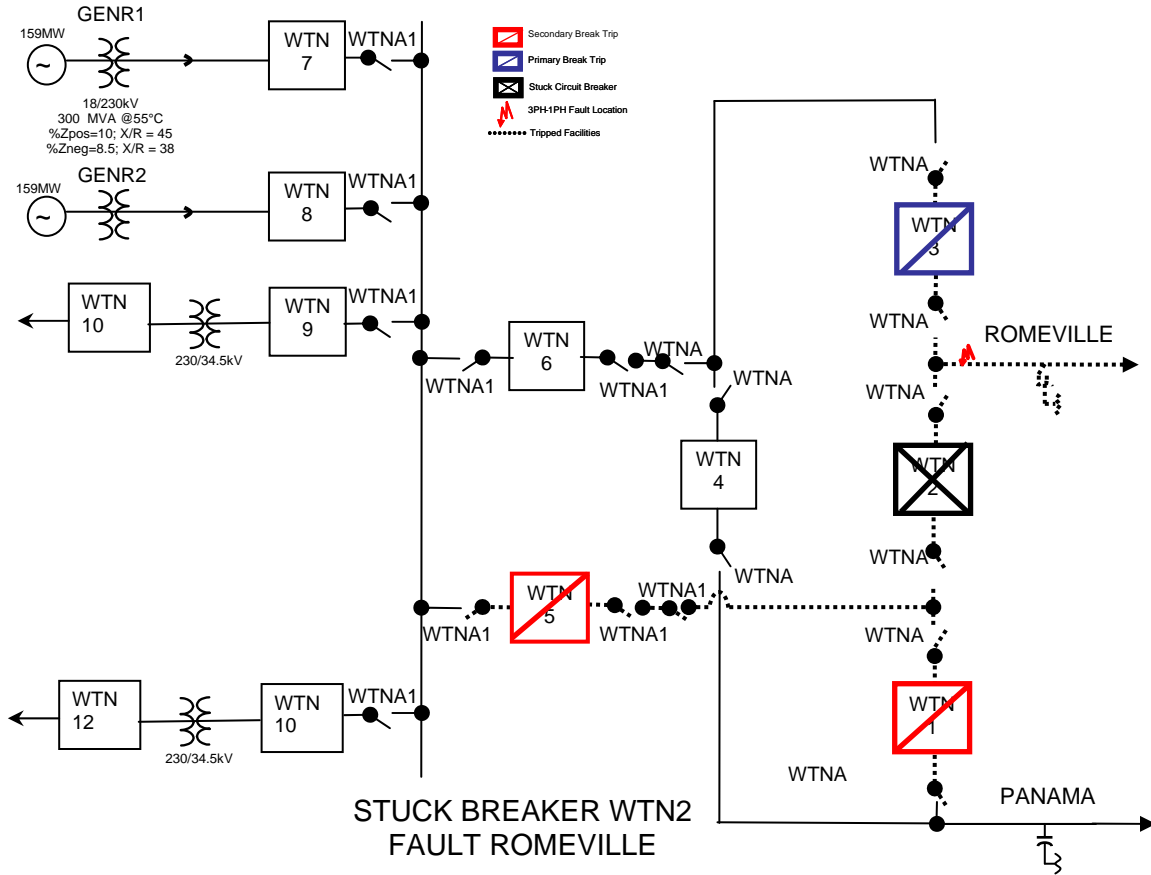 GENR1
159MW
~
WTN
7
WTNA1
18/230kV
300 MVA @55°C
%Zpos=10; X/R = 45
%Zneg=8.5; X/R = 38
GENR2
159MW
~
WTN
8
WTNA1
WTN
10
230/34.5kV
WTN
9
WTNA1
WTNA1
WTN
6
WTNA1
WTNA
Secondary Break Trip
Primary Break Trip
Stuck Circuit Breaker
3PH-1PH Fault Location
Tripped Facilities
WTNA
WTN
3
WTNA
ROMEVILLE
WTNA
WTNA
WTN
4
WTNA
WTN
2
WTNA
WTNA1
WTN
5
WTNA1
WTNA1
WTNA
WTN
1
WTNA
PANAMA
WTN
12
230/34.5kV
WTN
10
WTNA1
STUCK BREAKER WTN2
FAULT ROMEVILLE